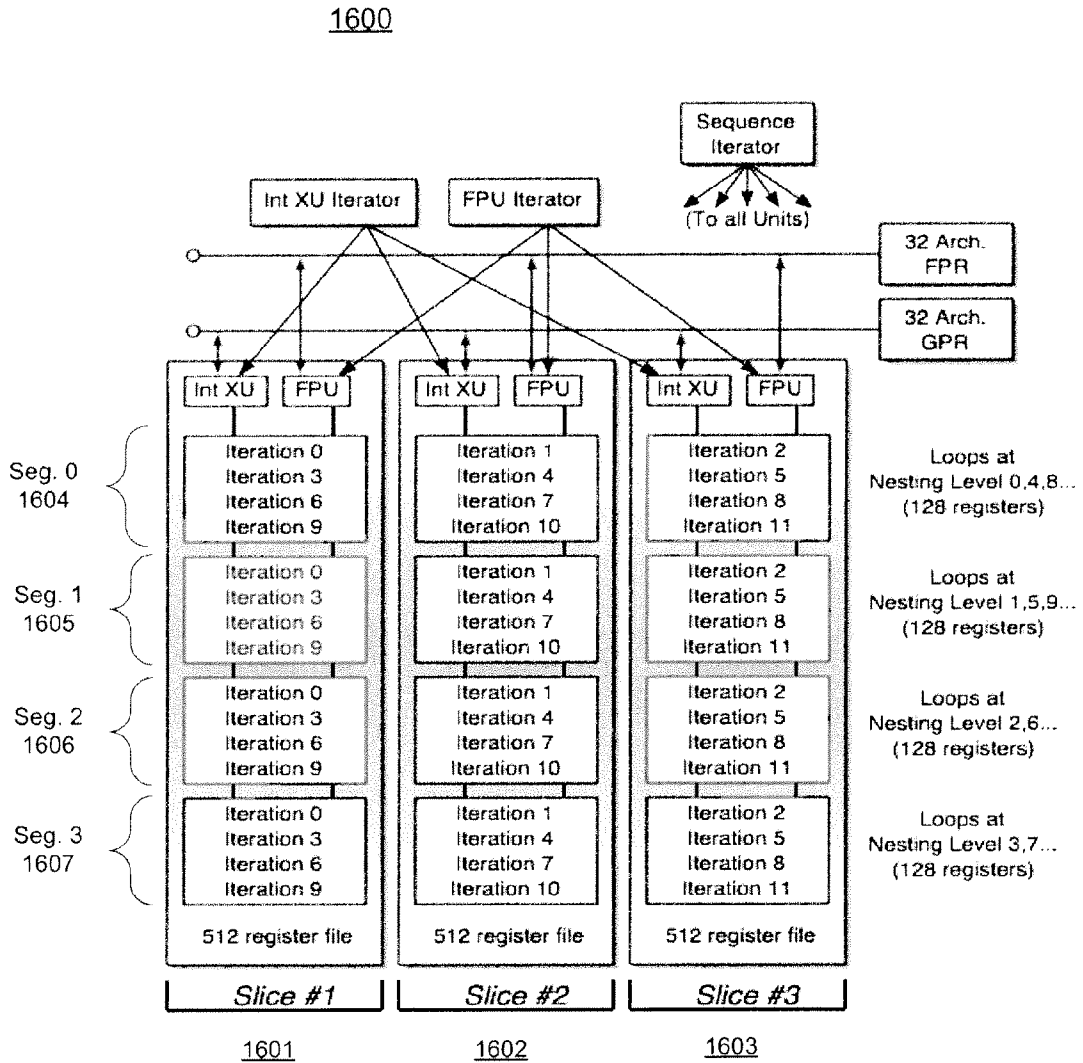 1600
Sequence
Iterator
Int XU Iterator
FPU Iterator
(To all Units)
32 Arch.
FPR
32 Arch.
GPR
Int XU
FPU
Int XU
FPU
Int XU
FPU
Seg. 0
1604
Iteration 0
Iteration 3
Iteration 6
Iteration 9
Iteration 1
Iteration 4
Iteration 7
Iteration 10
Iteration 2
Iteration 5
Iteration 8
Iteration 11
Loops at
Nesting Level 0,4,8...
(128 registers)
Seg. 1
1605
Iteration 0
Iteration 3
Iteration 6
Iteration 9
Iteration 1
Iteration 4
Iteration 7
Iteration 10
Iteration 2
Iteration 5
Iteration 8
Iteration 11
Loops at
Nesting Level 1,5,9...
(128 registers)
Seg. 2
1606
Iteration 0
Iteration 3
Iteration 6
Iteration 9
Iteration 1
Iteration 4
Iteration 7
Iteration 10
Iteration 2
Iteration 5
Iteration 8
Iteration 11
Loops at
Nesting Level 2,6...
(128 registers)
Seg. 3
1607
Iteration 0
Iteration 3
Iteration 6
Iteration 9
Iteration 1
Iteration 4
Iteration 7
Iteration 10
Iteration 2
Iteration 5
Iteration 8
Iteration 11
Loops at
Nesting Level 3,7...
(128 registers)
512 register file
512 register file
512 register file
Slice #1
Slice #2
Slice #3
1601
1602
1603